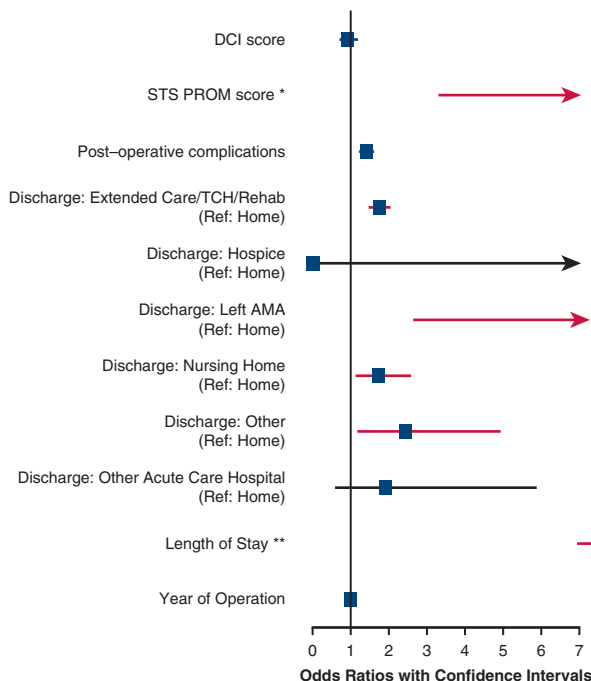 DCI score
STS PROM score *
Post–operative complications
Discharge: Extended Care/TCH/Rehab
(Ref: Home)
Discharge: Hospice
(Ref: Home)
Discharge: Left AMA
(Ref: Home)
Discharge: Nursing Home
(Ref: Home)
Discharge: Other
(Ref: Home)
Discharge: Other Acute Care Hospital
(Ref: Home)
Length of Stay **
Year of Operation
0 1 2 3 4 5 6 7
Odds Ratios with Confidence Intervals